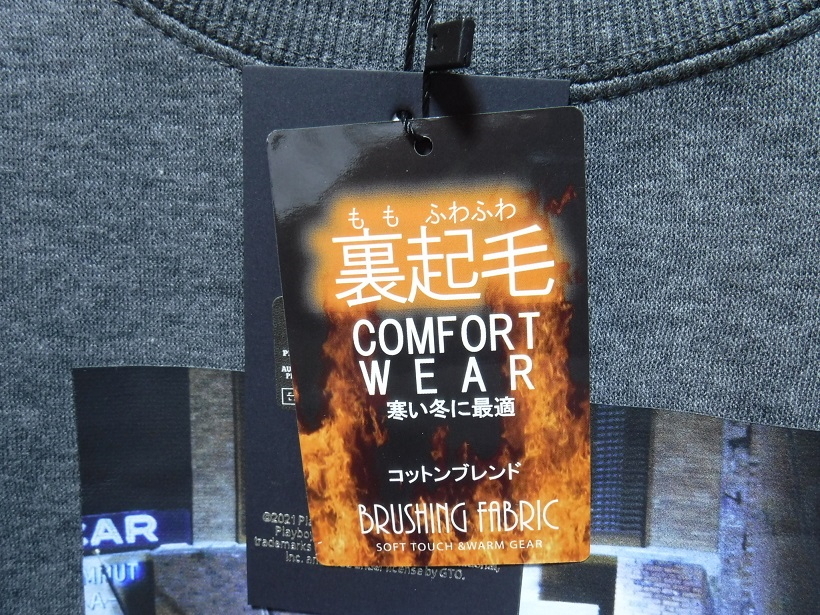 もも ふわふわ
裏起毛
COMFORT
WEAR
寒い冬に最適
コットンブレンド
BRUSHING FABRIC
SOFT TOUCH & WARM GEAR
©2021
Playboy
trademarks
Inc. under license by GTO.